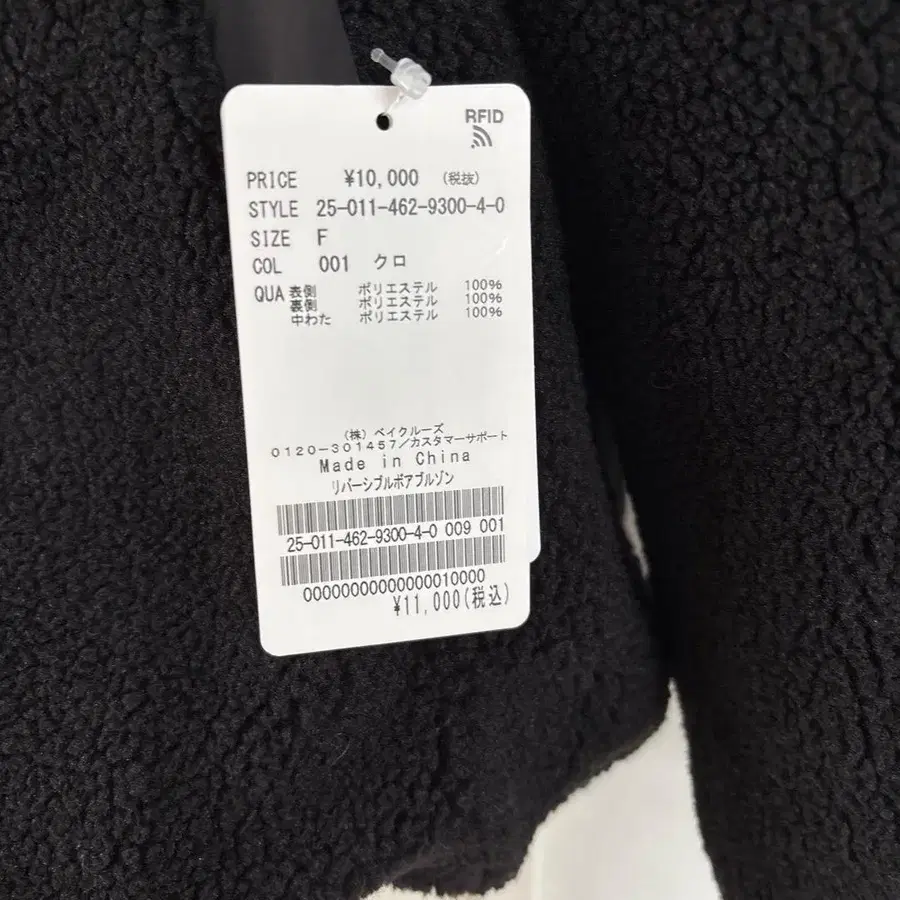 RFID
PRICE ¥10,000 (税抜)
STYLE 25-011-462-9300-4-0
SIZE F
COL 001 クロ
QUA 表側 ポリエステル 100%
裏側 ポリエステル 100%
中わた ポリエステル 100%
(株) ベイクルーズ
0120-301457/カスタマーサポート
Made in China
リバーシブルボアブルゾン
25-011-462-9300-4-0 009 001
00000000000000010000
¥11,000(税込)